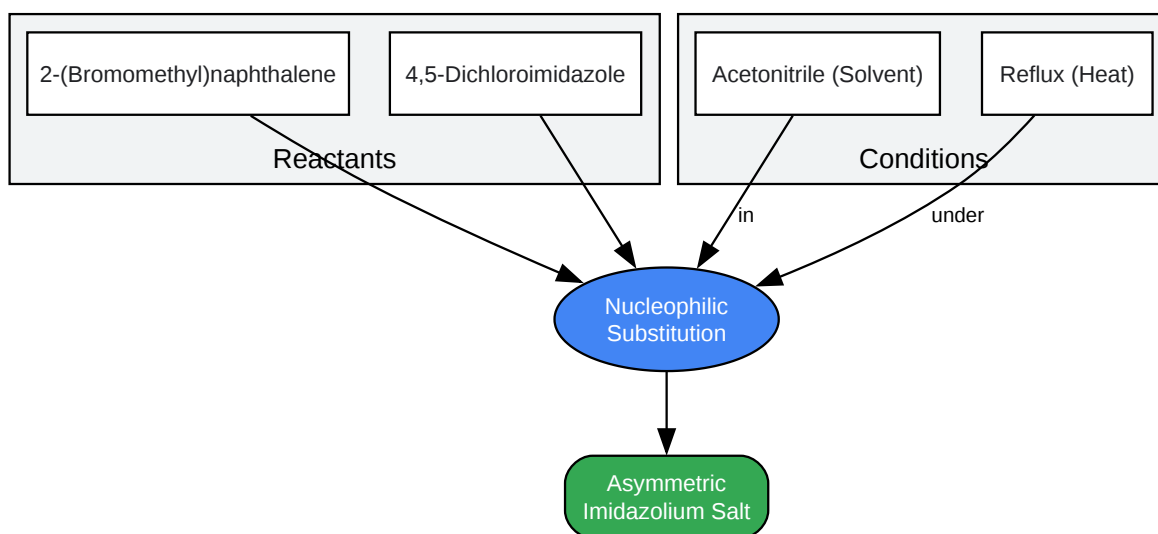 2-(Bromomethyl)naphthalene
4,5-Dichloroimidazole
Acetonitrile (Solvent)
Reflux (Heat)
Reactants
Conditions
in
under
Nucleophilic
Substitution
Asymmetric
Imidazolium Salt